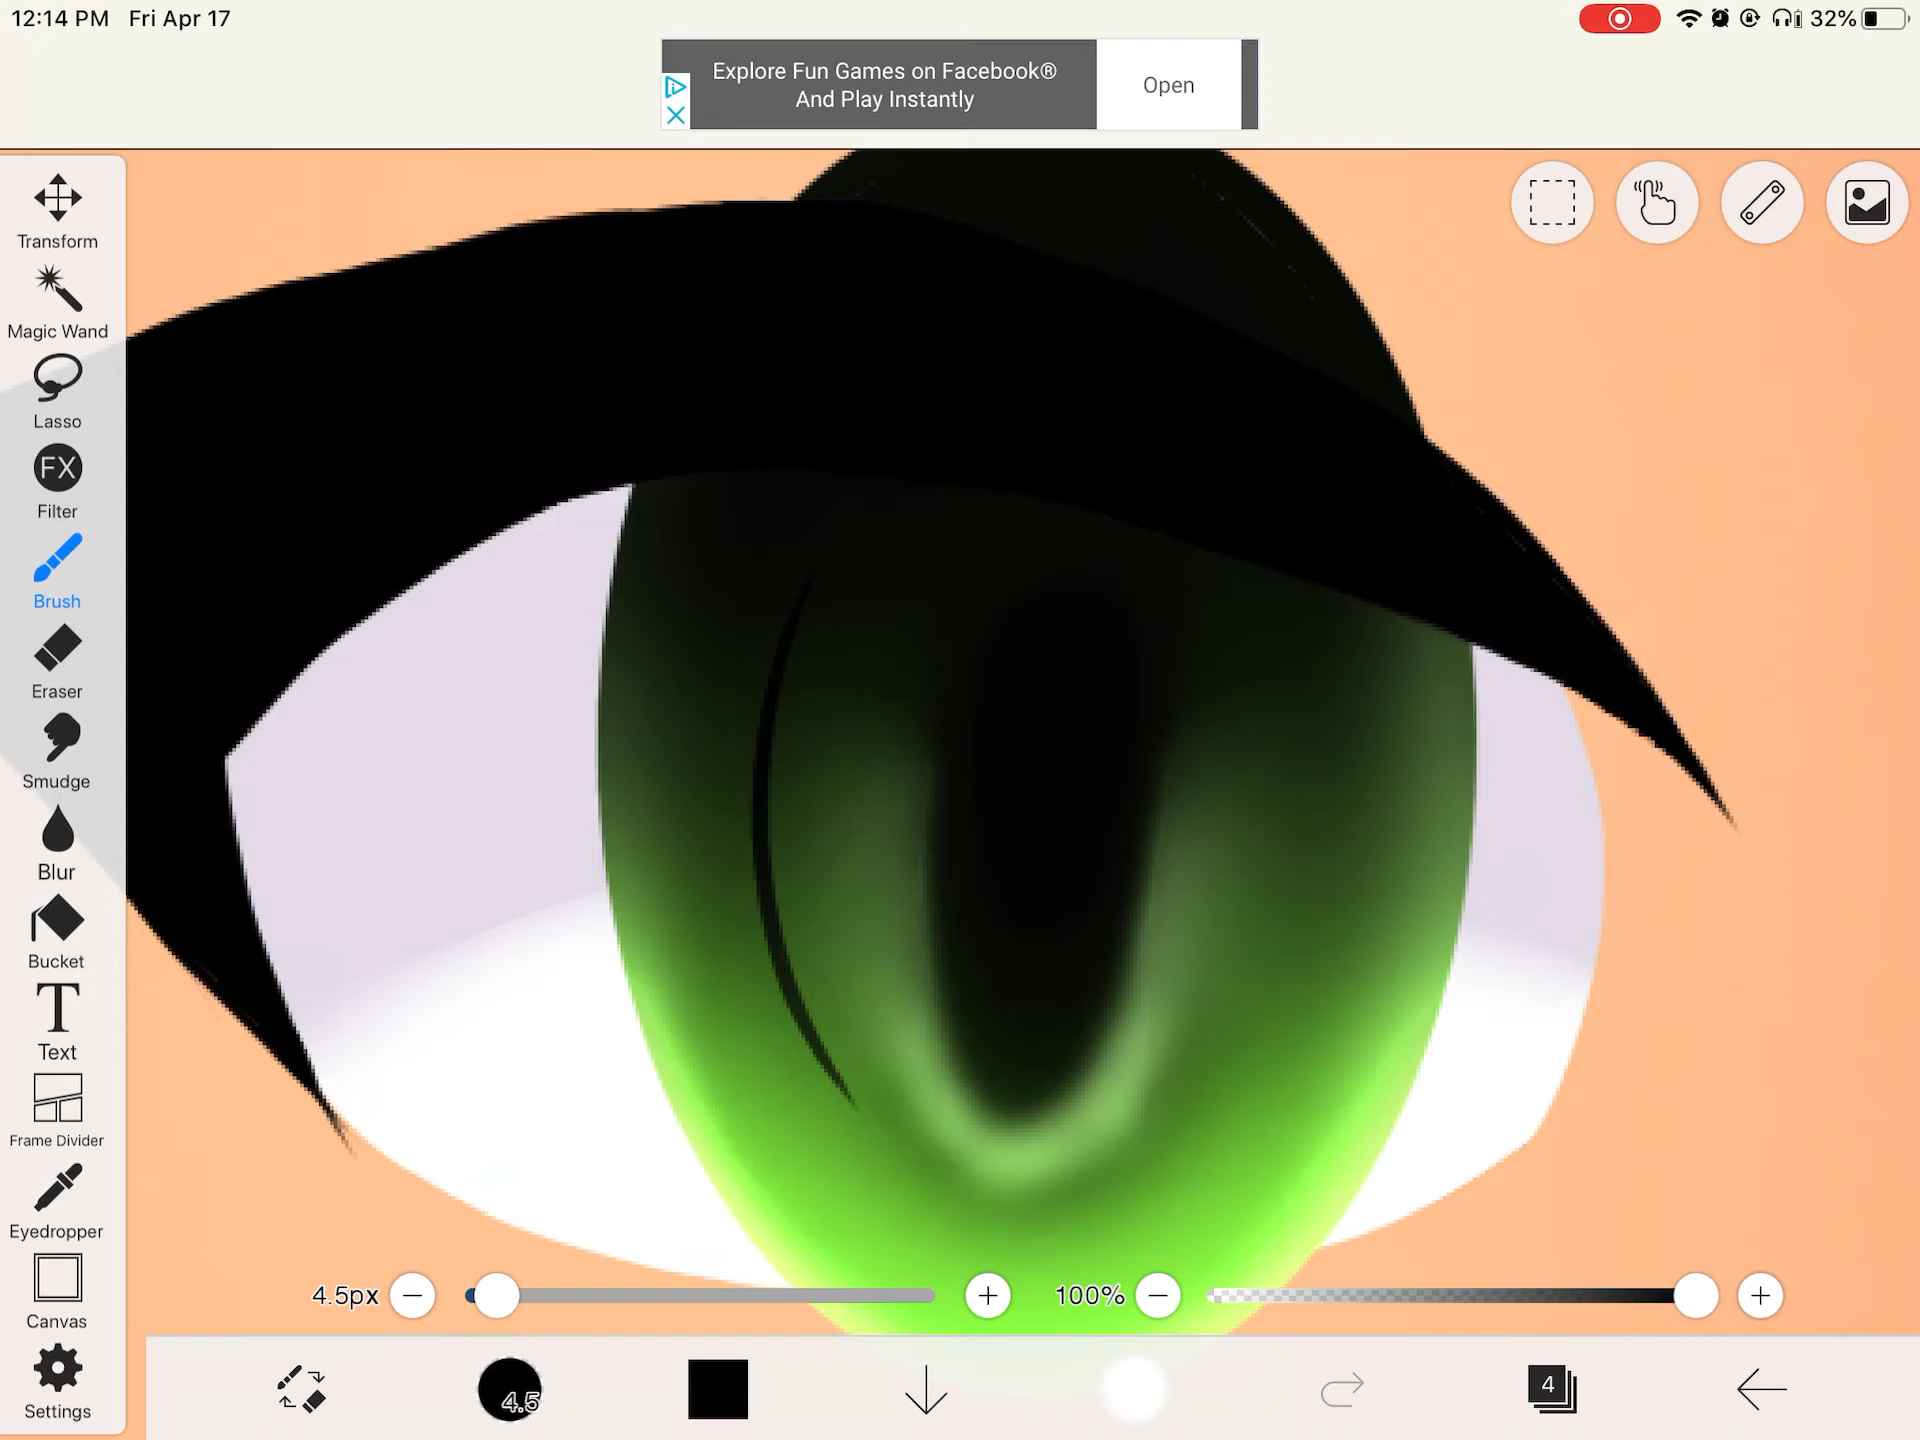 12:14 PM Fri Apr 17
32%
Explore Fun Games on Facebook®
And Play Instantly
Open
Transform
Magic Wand
Lasso
FX
Filter
Brush
Eraser
Smudge
Blur
Bucket
T
Text
Frame Divider
Eyedropper
Canvas
Settings
4.5px
100%
4.5
4